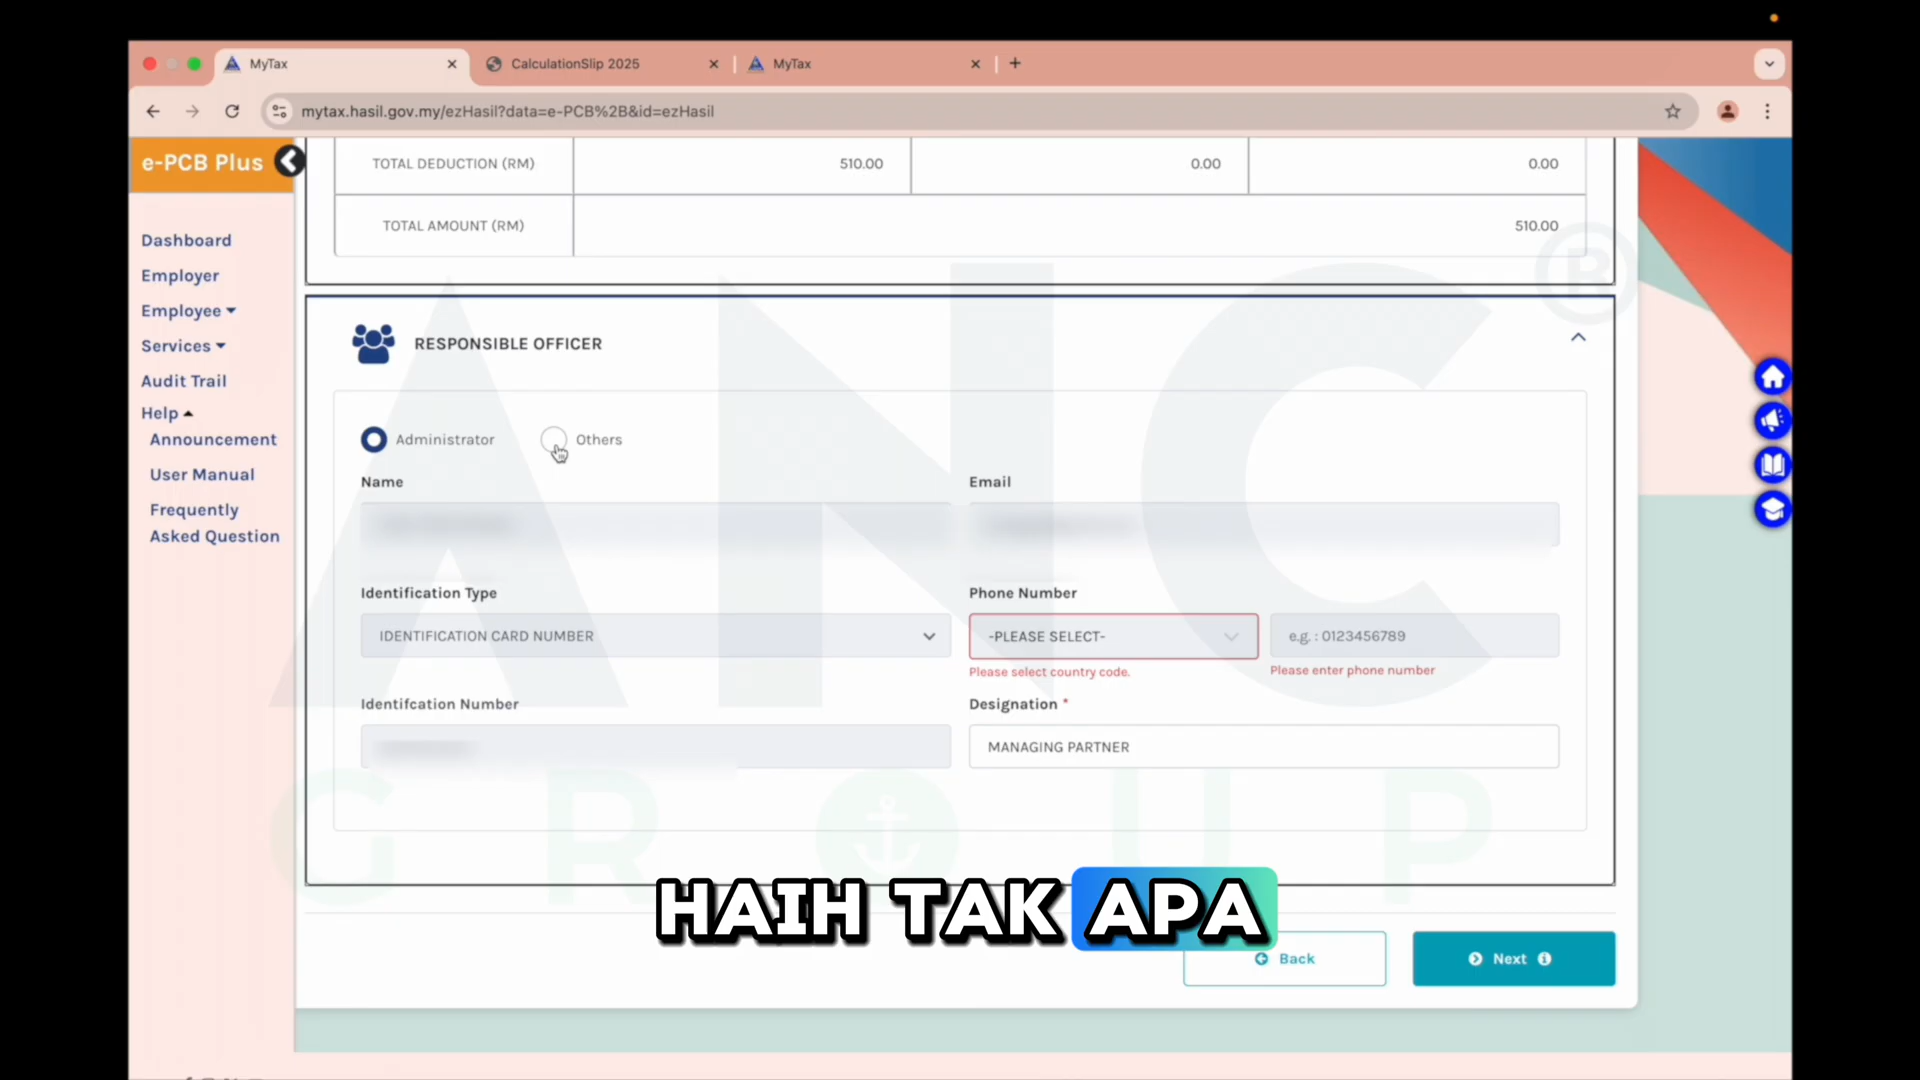 MyTax
CalculationSlip 2025
MyTax
mytax.hasil.gov.my/ezHasil?data=e-PCB%2B&id=ezHasil
e-PCB Plus
Dashboard
Employer
Employee
Services
Audit Trail
Help
Announcement
User Manual
Frequently
Asked Question
TOTAL DEDUCTION (RM) 510.00 0.00 0.00
TOTAL AMOUNT (RM) 510.00
RESPONSIBLE OFFICER
Administrator Others
Name
Email
Identification Type
IDENTIFICATION CARD NUMBER
Phone Number
-PLEASE SELECT- e.g. : 0123456789
Please select country code. Please enter phone number
Identifcation Number
Designation *
MANAGING PARTNER
ANC ®
GROUP
HAIH TAK APA
Back Next